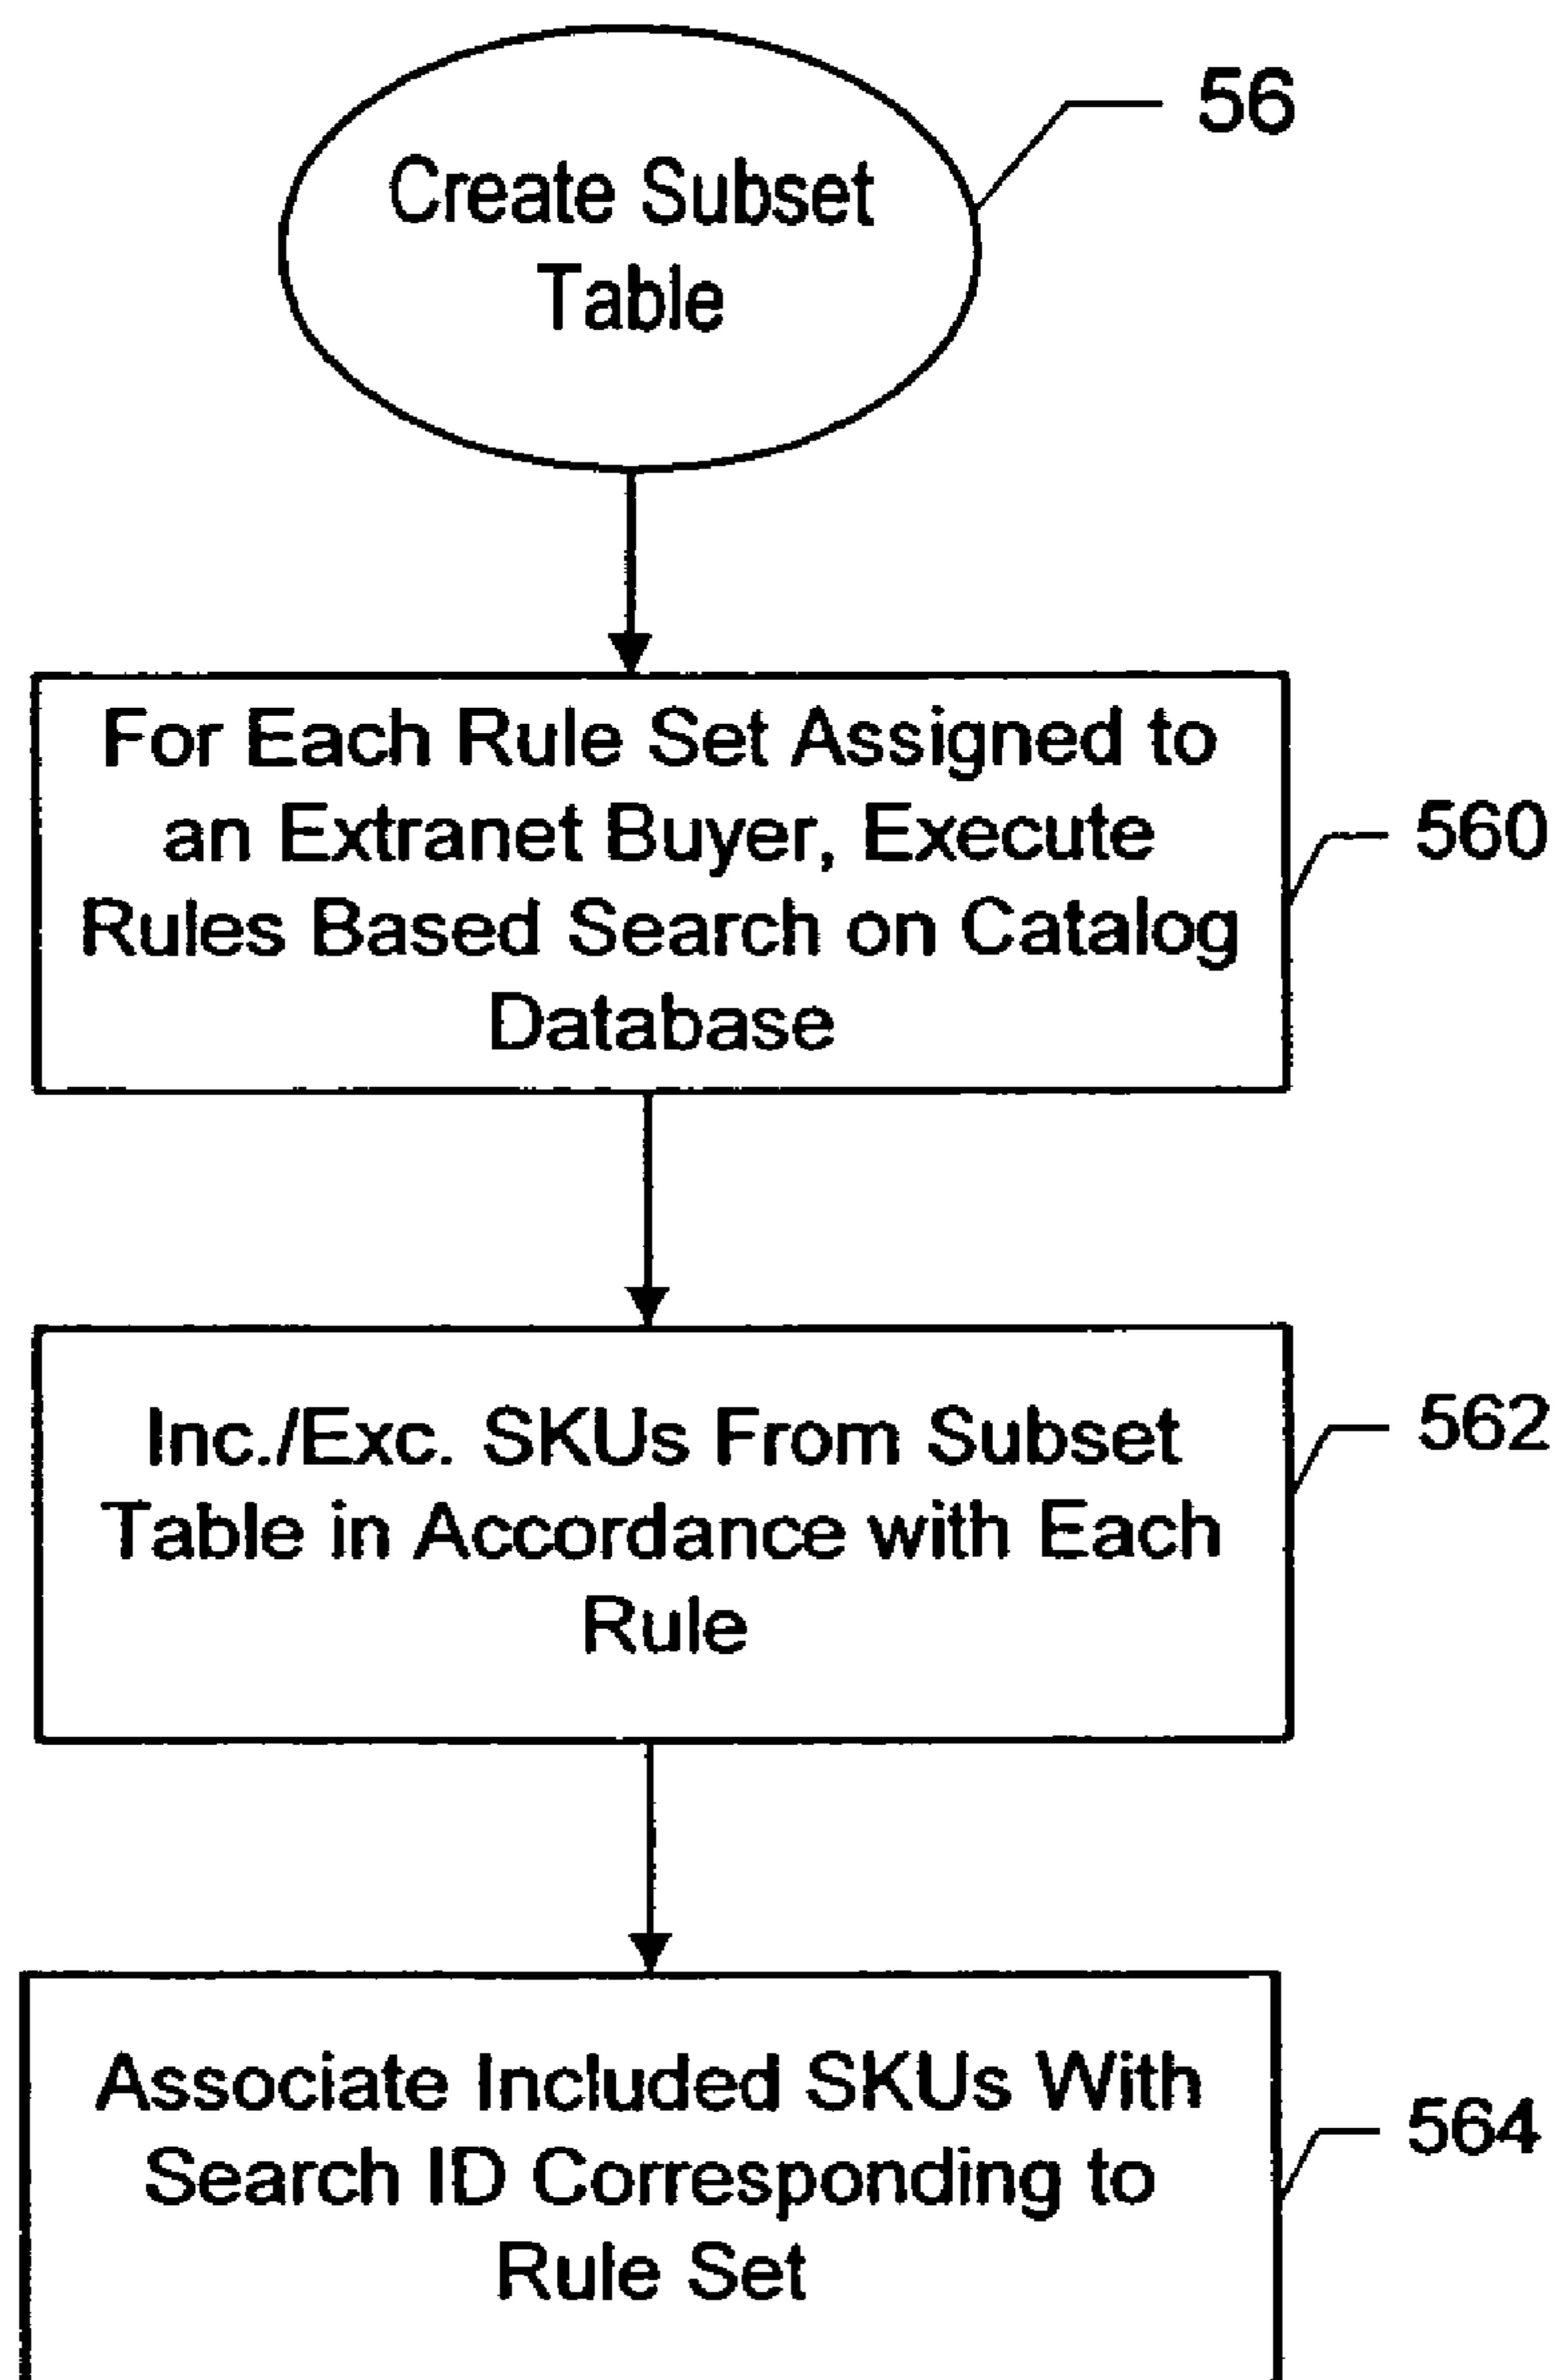 Create Subset
Table
56
For Each Rule Set Assigned to
an Extranet Buyer, Execute
Rules Based Search on Catalog
Database
560
Inc./Exc. SKUs From Subset
Table in Accordance with Each
Rule
562
Associate Included SKUs With
Search ID Corresponding to
Rule Set
564